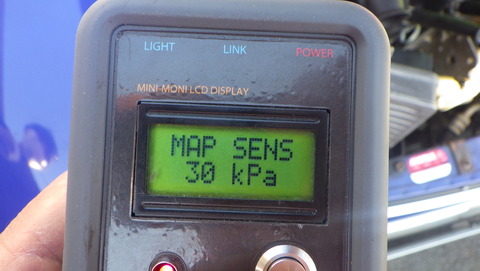 LIGHT LINK POWER
MINI-MONI LCD DISPLAY
MAP SENS
30 kPa